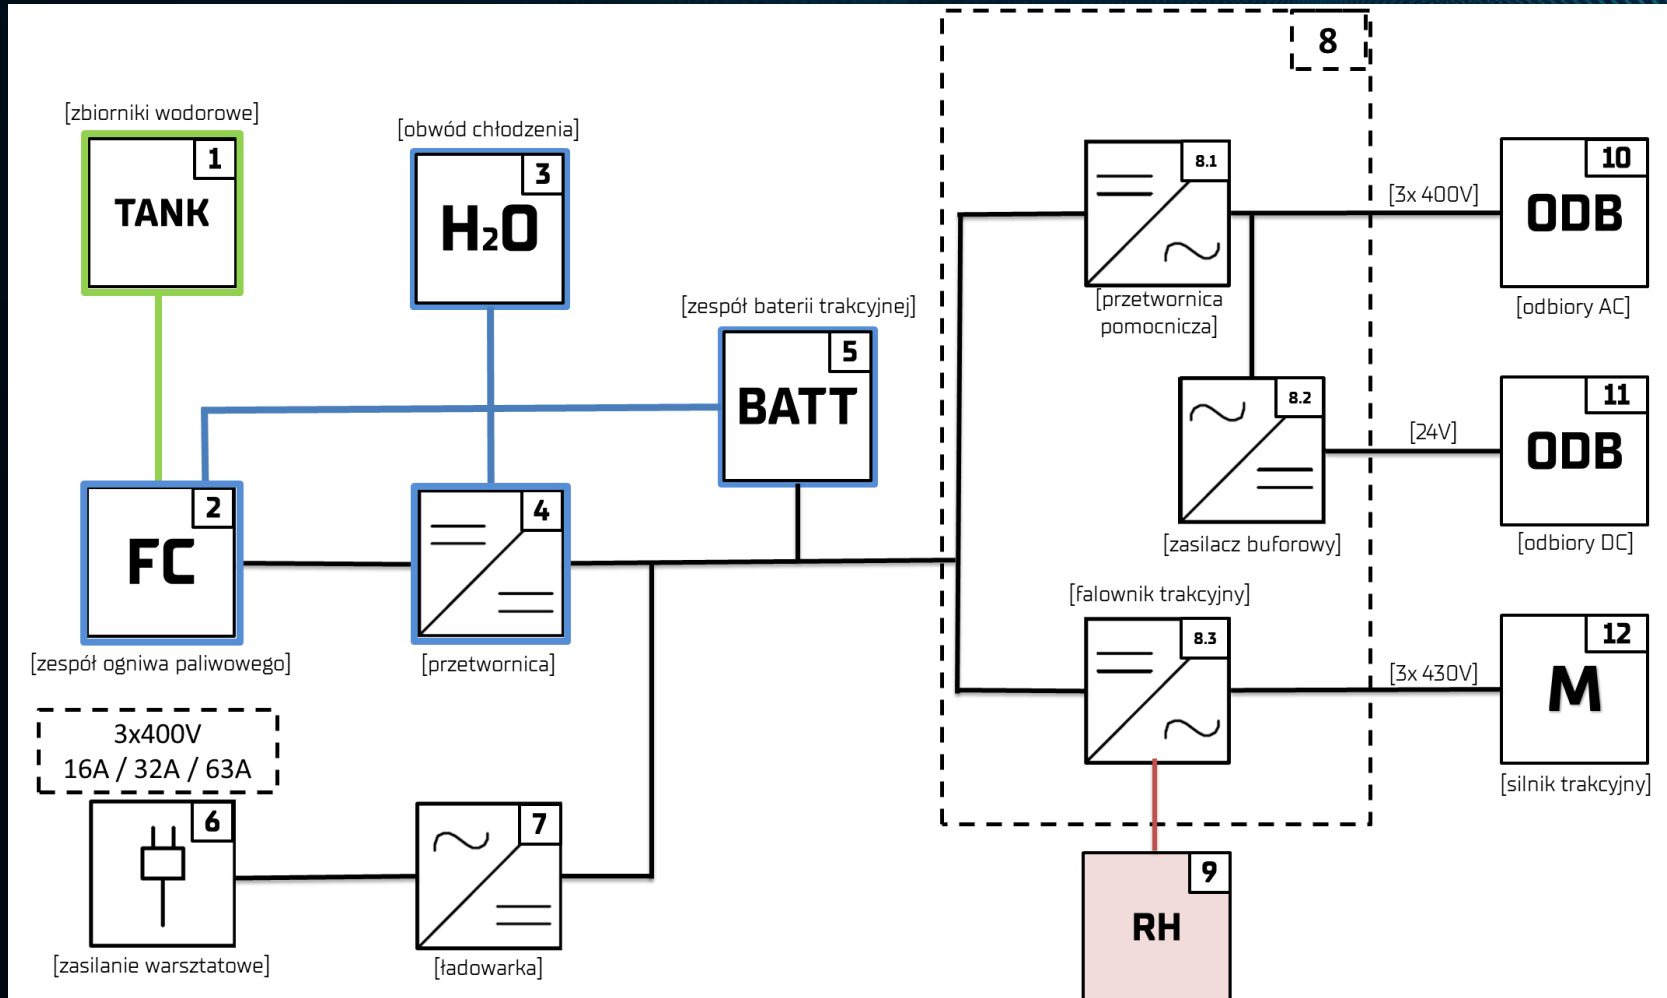 8
[zbiorniki wodorowe]
1
TANK
[obwód chłodzenia]
3
H₂O
8.1
[przetwornica
pomocnicza]
[3x 400V]
10
ODB
[odbiory AC]
[zespół baterii trakcyjnej]
5
BATT
8.2
[zasilacz buforowy]
[24V]
11
ODB
[odbiory DC]
2
FC
[zespół ogniwa paliwowego]
4
[przetwornica]
[falownik trakcyjny]
8.3
[3x 430V]
12
M
[silnik trakcyjny]
3x400V
16A / 32A / 63A
6
[zasilanie warsztatowe]
7
[ładowarka]
9
RH